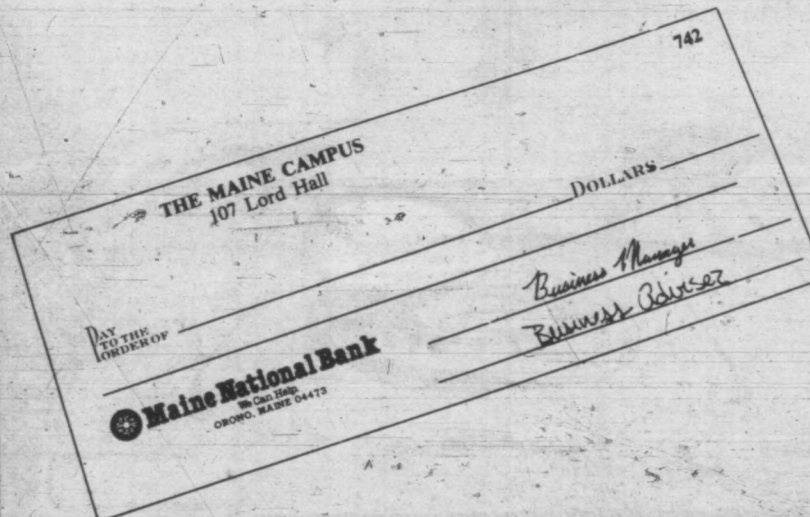 742
THE MAINE CAMPUS
107 Lord Hall
DOLLARS
PAY
TO THE
ORDER OF
Business Manager
Business Adviser
Maine National Bank
We Can Help
ORONO, MAINE 04473